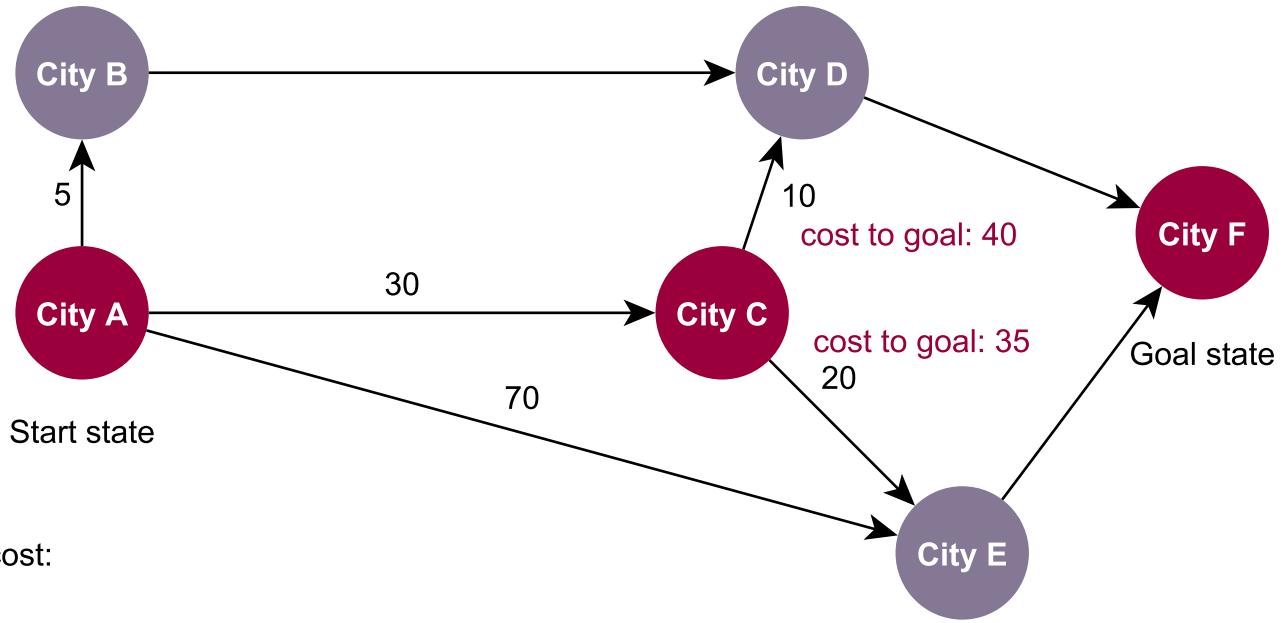 City B
City D
5
10
cost to goal: 40
City F
30
City A
City C
cost to goal: 35
Goal state
20
70
Start state
City E
cost: